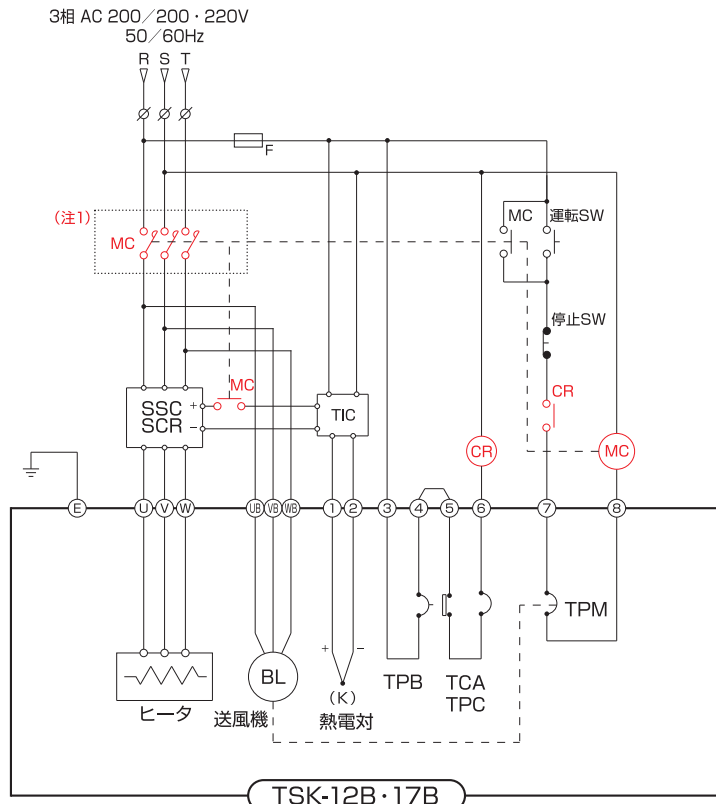 3相 AC 200／200・220V
50／60Hz
R S T
F
(注1)
MC
MC 運転SW
停止SW
MC
CR
SSC
SCR
+
−
TIC
CR
MC
E U V W UB VB WB 1 2 3 4 5 6 7 8
TPM
+ −
BL
(K)
TPB
TCA
TPC
ヒータ
送風機
熱電対
TSK-12B・17B